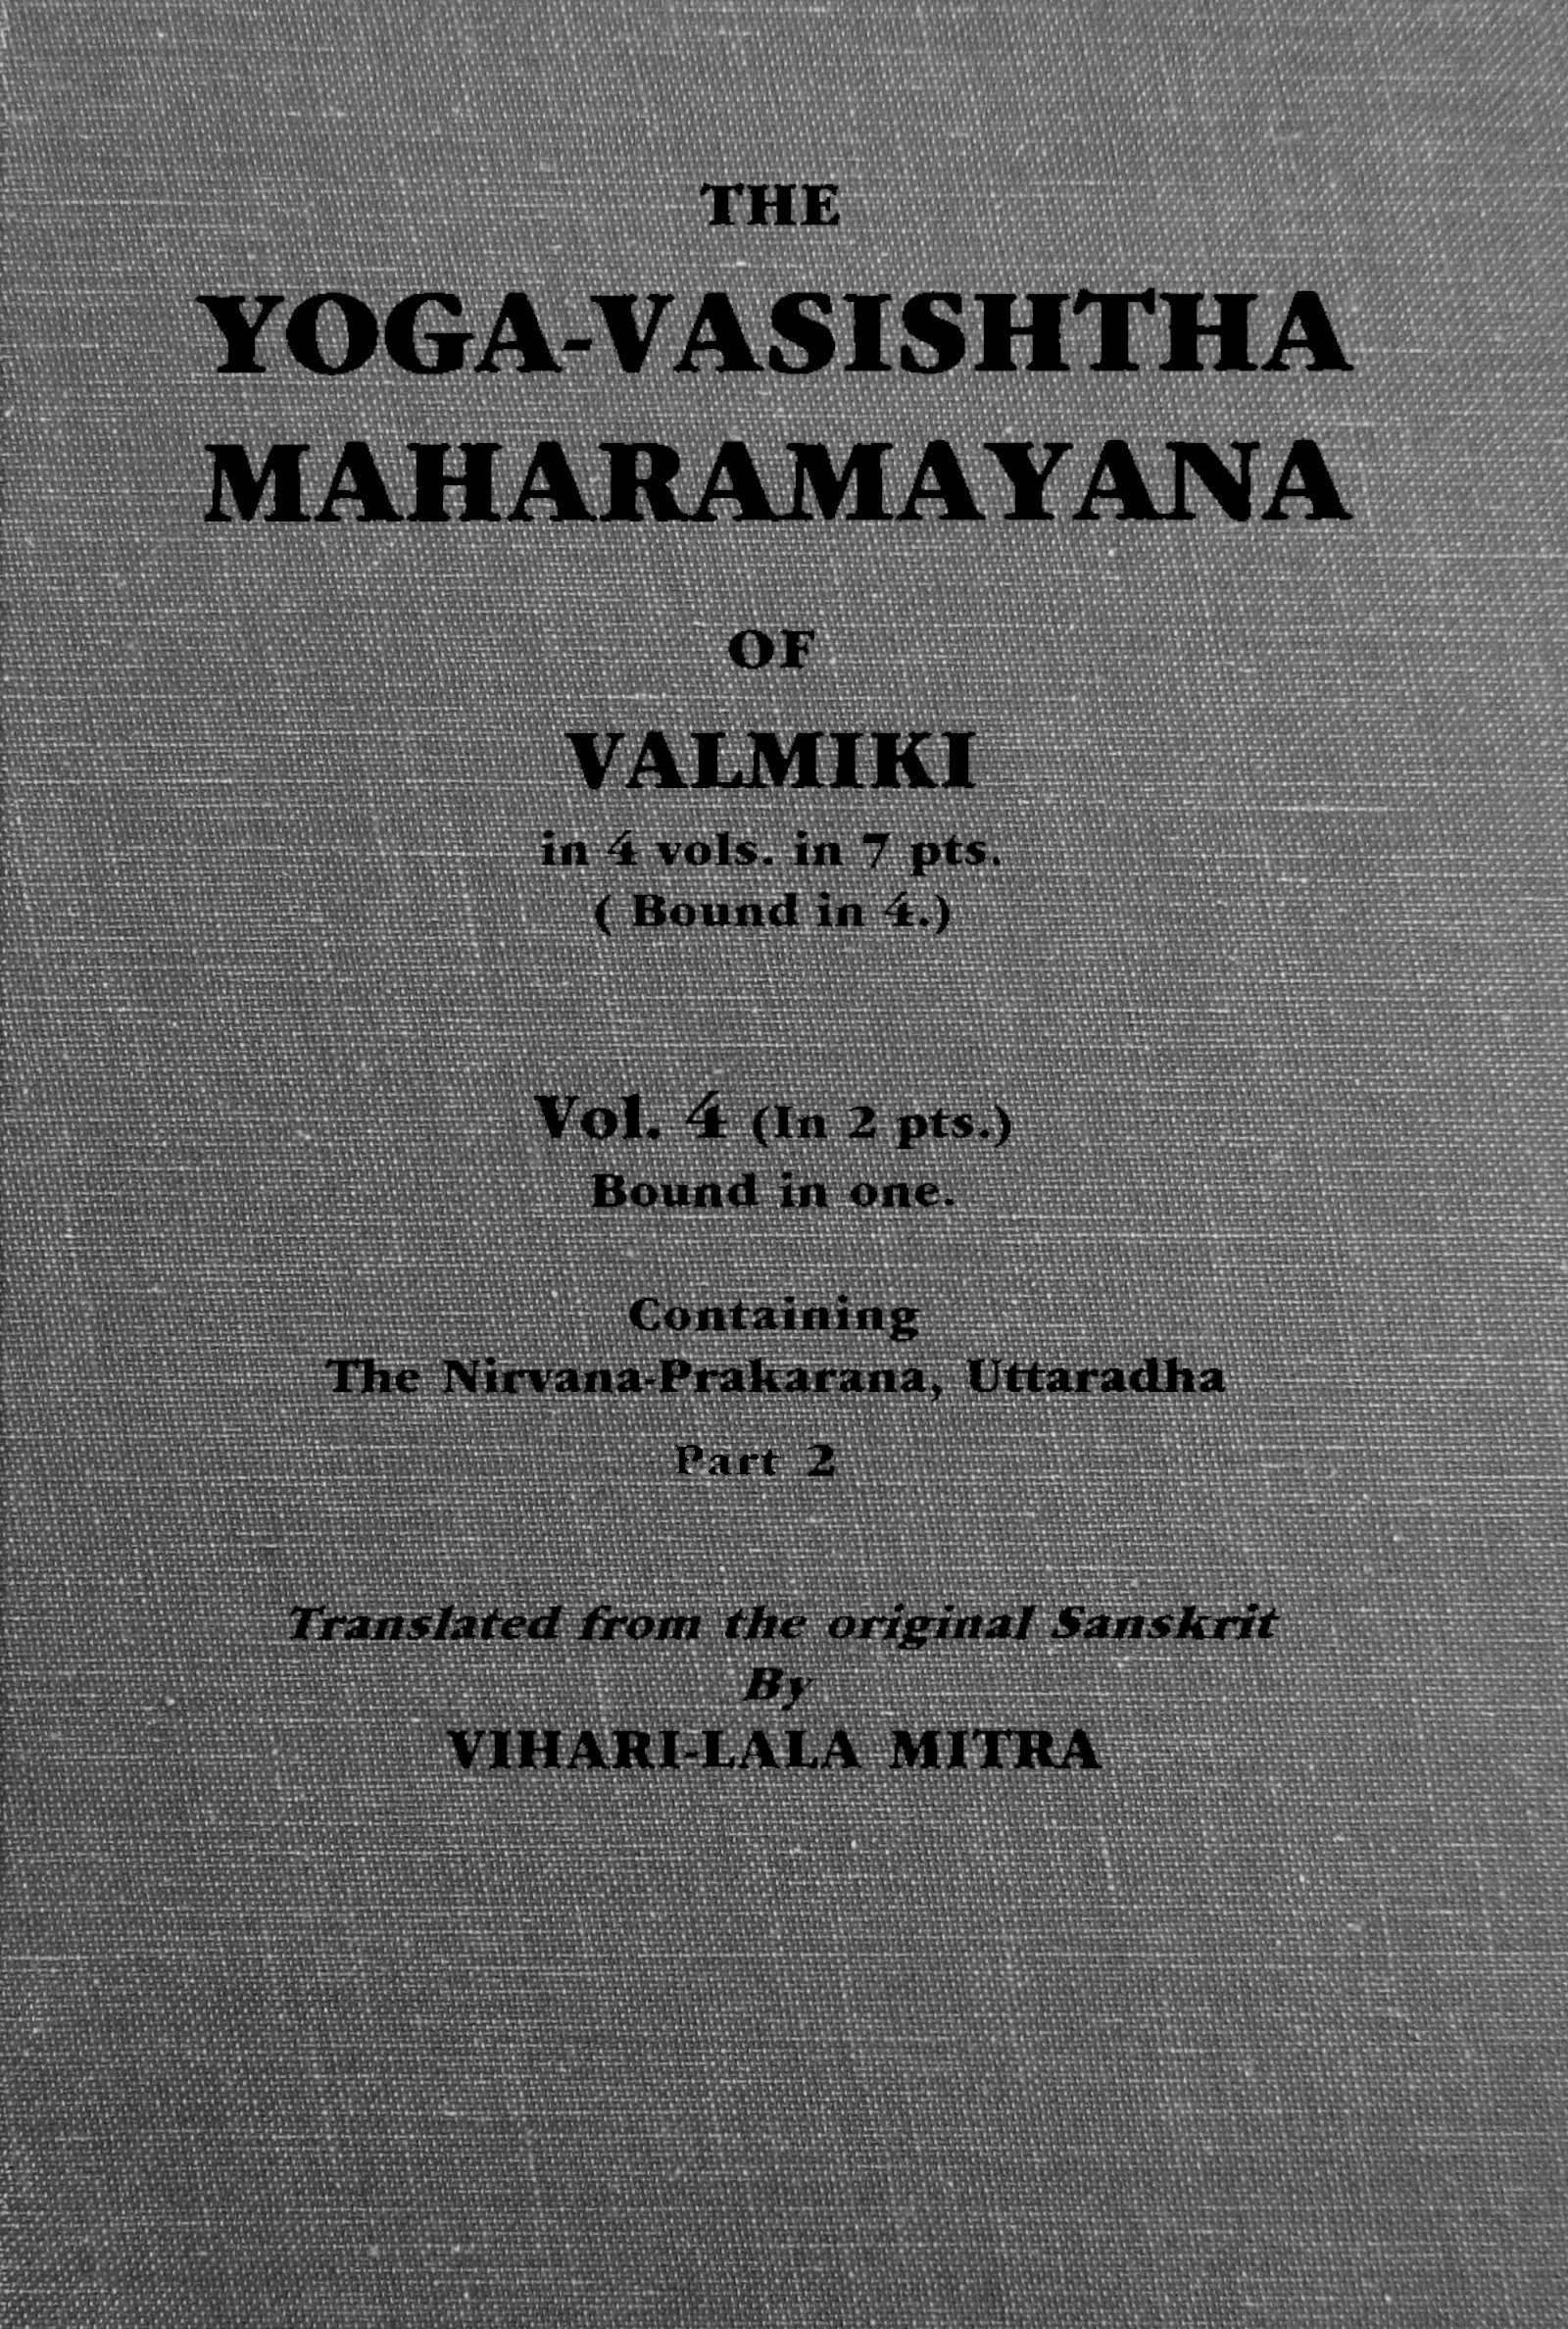 THE
YOGA-VASISHTHA
MAHARAMAYANA
OF
VALMIKI
in 4 vols. in 7 pts.
( Bound in 4.)
Vol. 4 (In 2 pts.)
Bound in one.
Containing
The Nirvana-Prakarana, Uttaradha
Part 2
Translated from the original Sanskrit
By
VIHARI-LALA MITRA